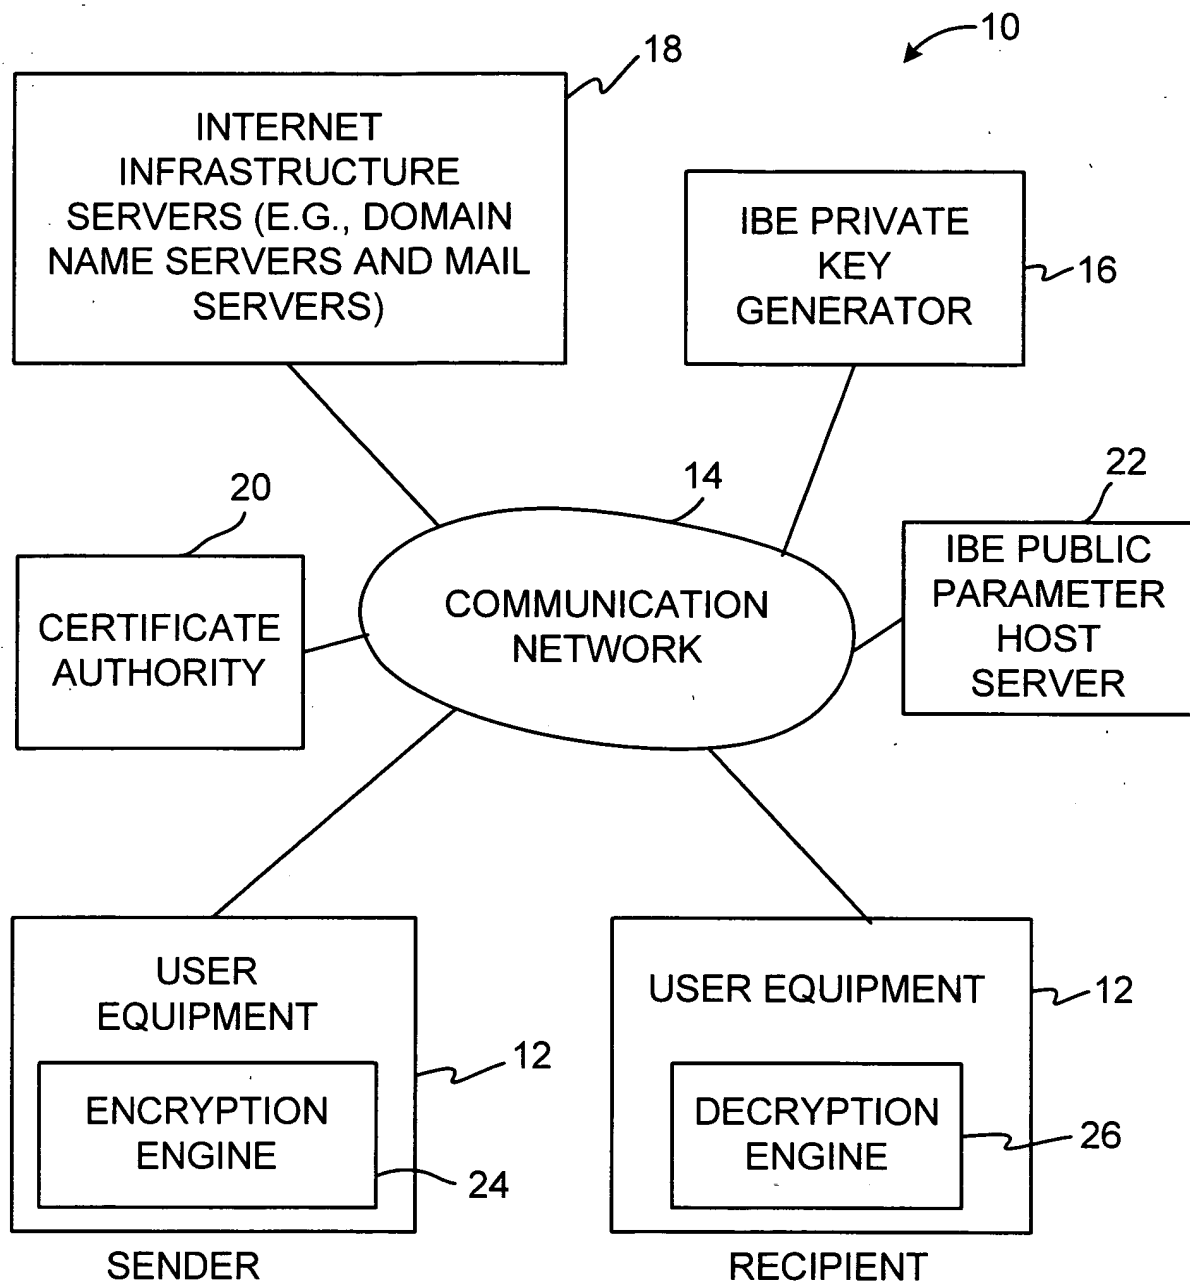 10
18
INTERNET
INFRASTRUCTURE
SERVERS (E.G., DOMAIN
NAME SERVERS AND MAIL
SERVERS)
IBE PRIVATE
KEY
GENERATOR
16
14
COMMUNICATION
NETWORK
20
CERTIFICATE
AUTHORITY
22
IBE PUBLIC
PARAMETER
HOST
SERVER
USER
EQUIPMENT
12
ENCRYPTION
ENGINE
24
SENDER
USER EQUIPMENT
12
DECRYPTION
ENGINE
26
RECIPIENT